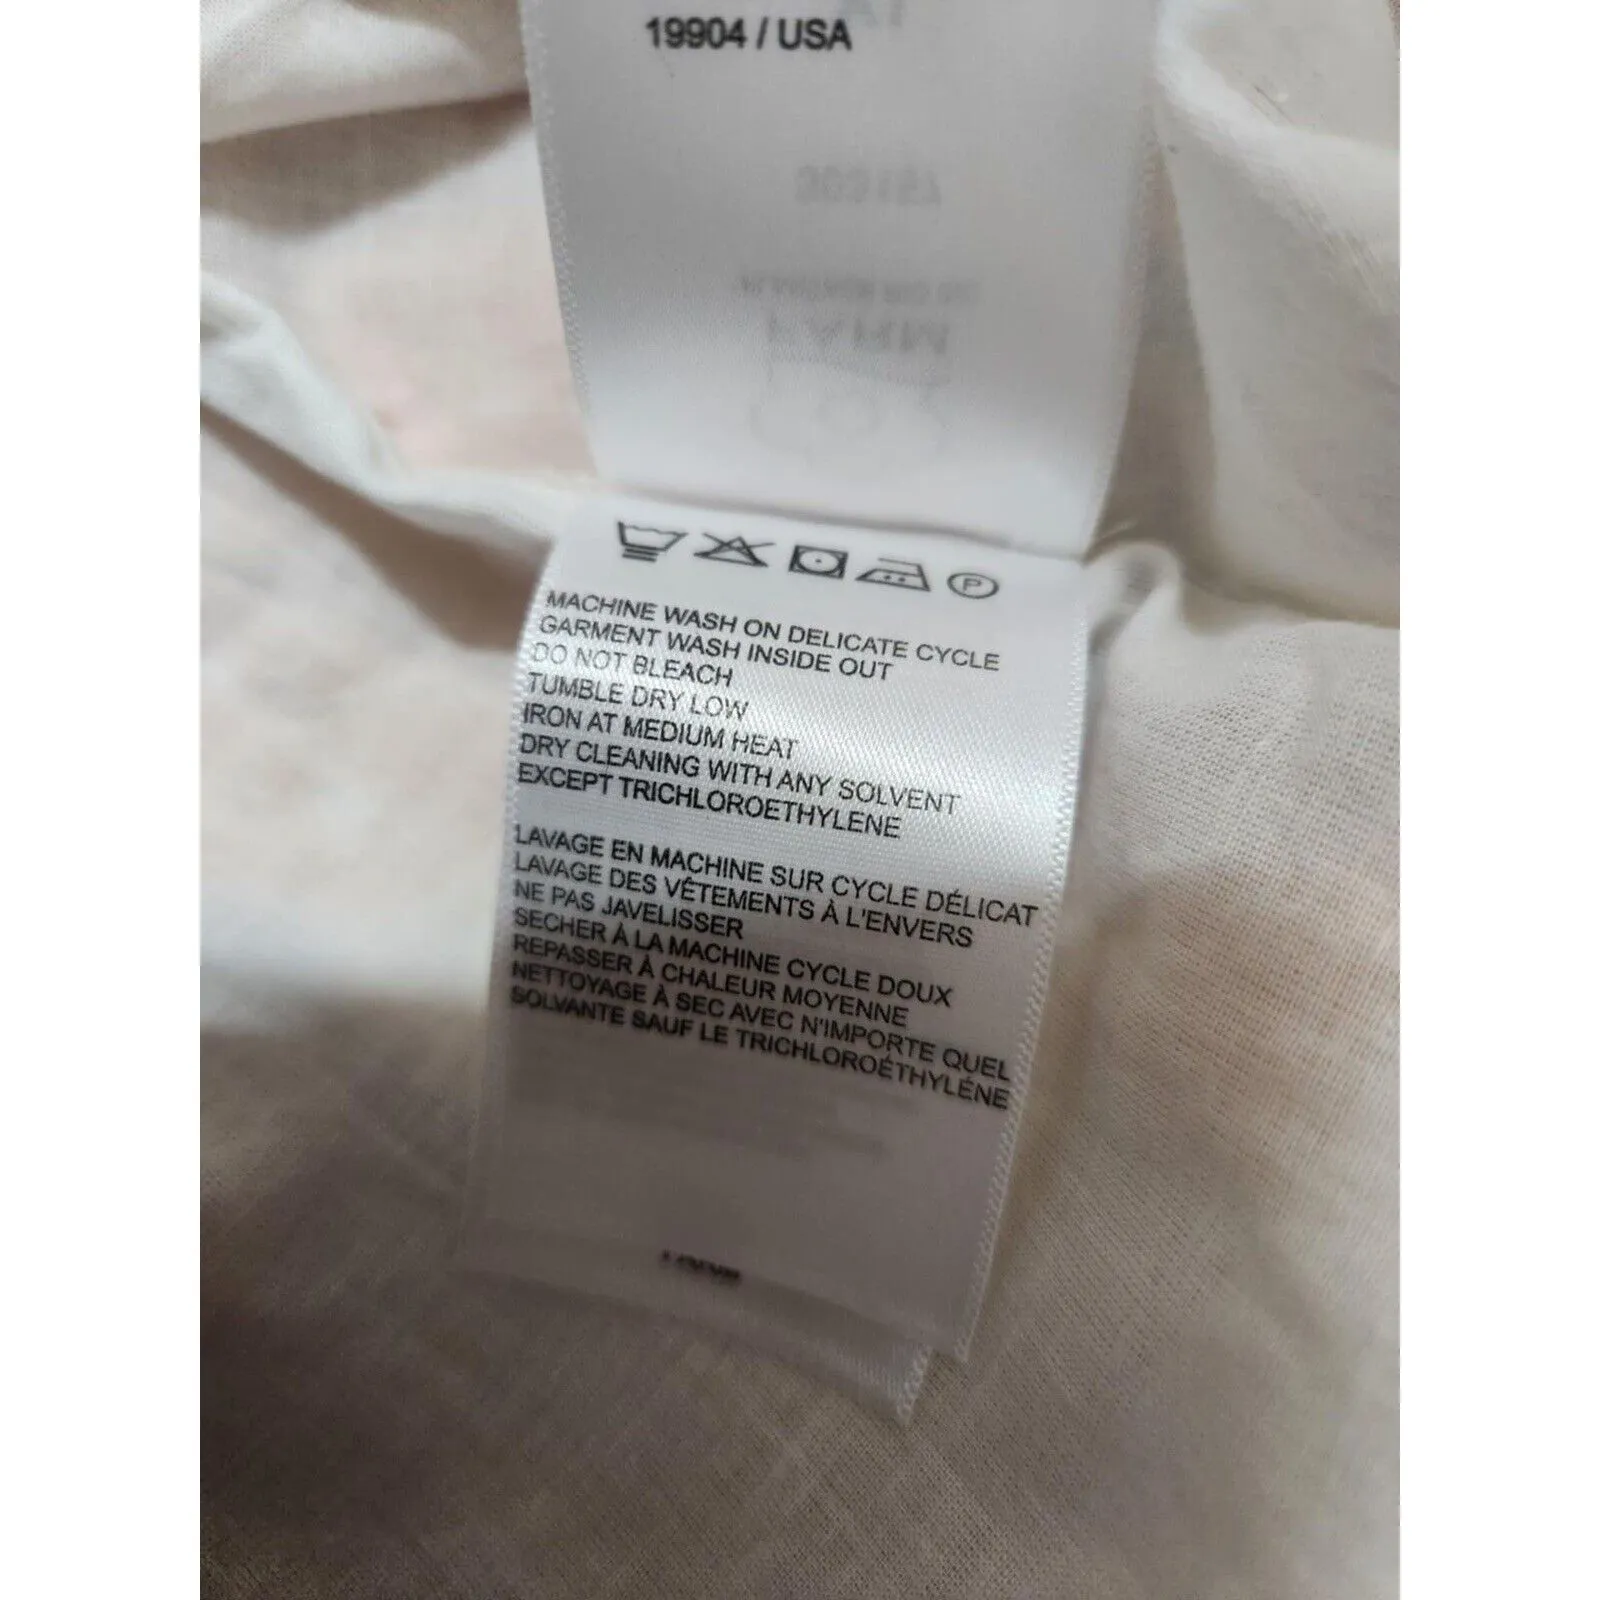 19904 / USA
MACHINE WASH ON DELICATE CYCLE
GARMENT WASH INSIDE OUT
DO NOT BLEACH
TUMBLE DRY LOW
IRON AT MEDIUM HEAT
DRY CLEANING WITH ANY SOLVENT
EXCEPT TRICHLOROETHYLENE
LAVAGE EN MACHINE SUR CYCLE DÉLICAT
LAVAGE DES VÊTEMENTS À L'ENVERS
NE PAS JAVELISSER
SECHER À LA MACHINE CYCLE DOUX
REPASSER À CHALEUR MOYENNE
NETTOYAGE À SEC AVEC N'IMPORTE QUEL
SOLVANTE SAUF LE TRICHLOROÉTHYLÉNE